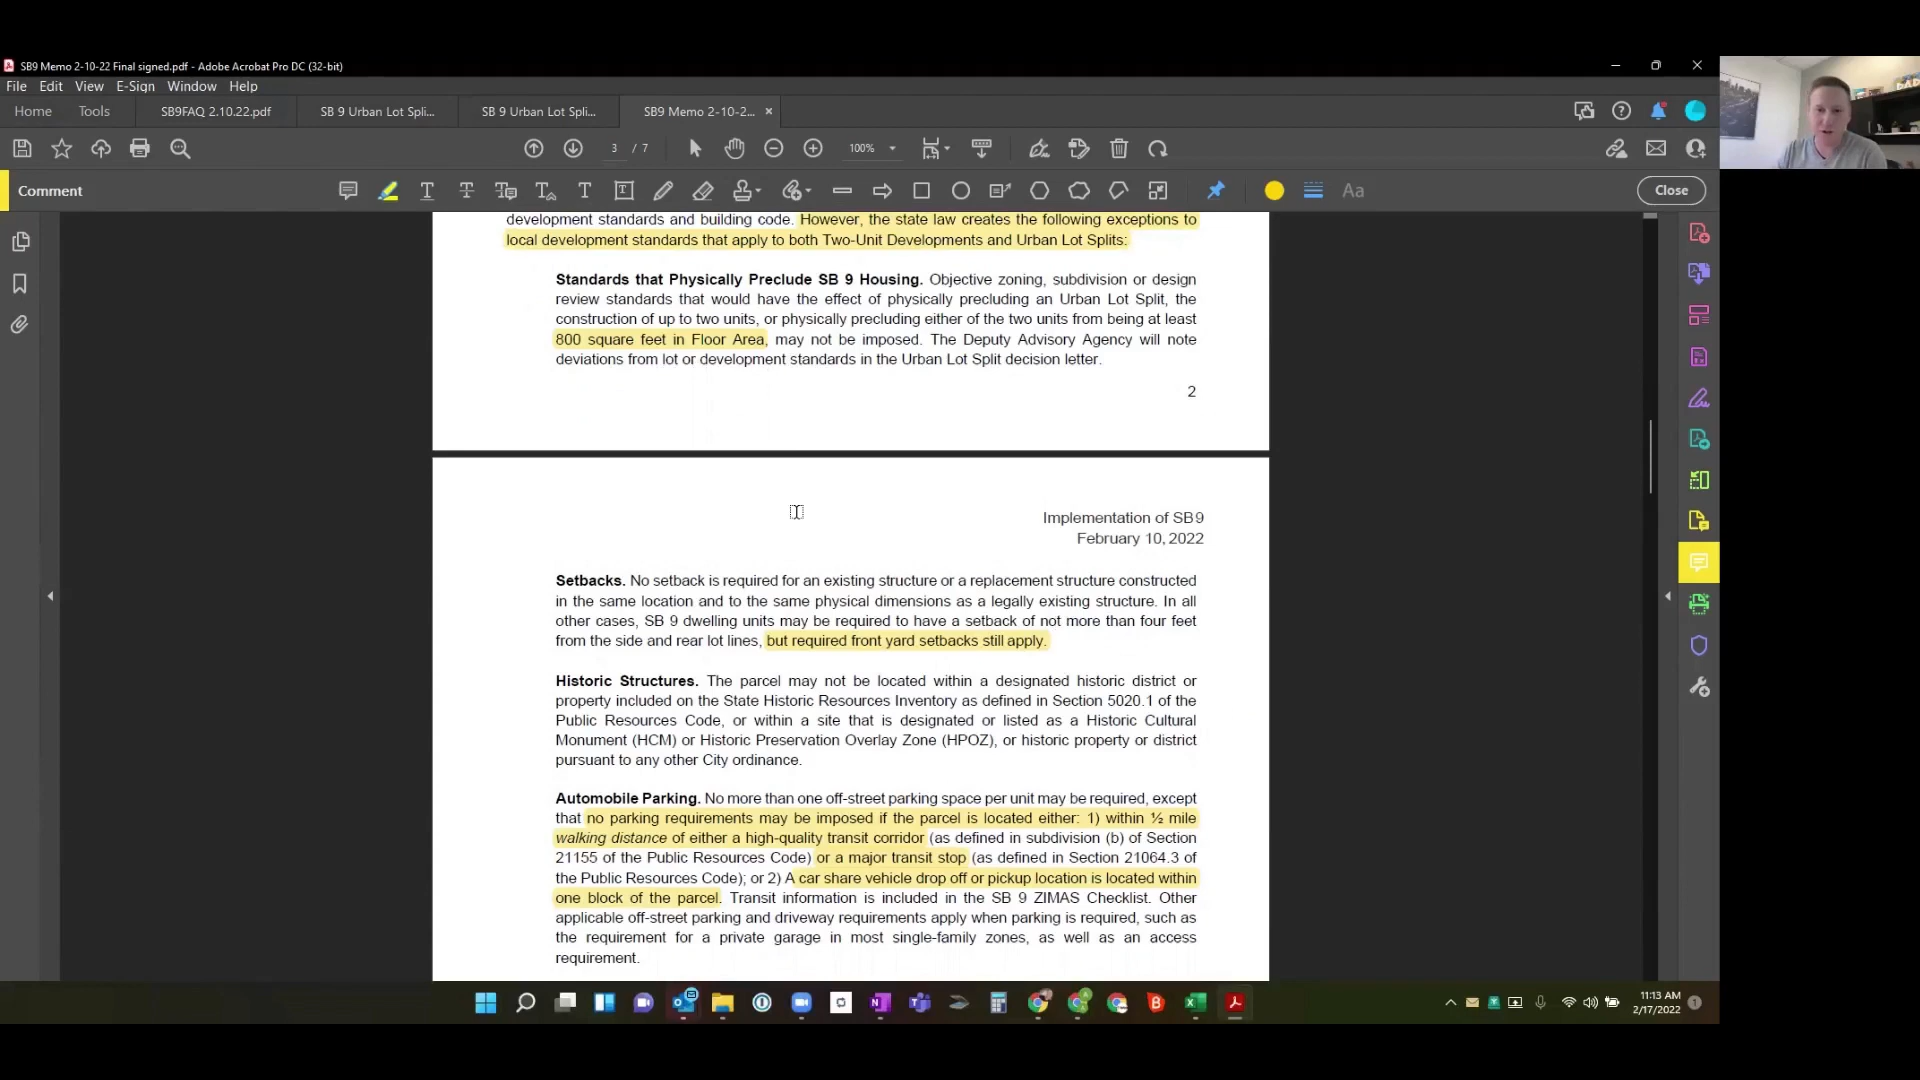 SB9 Memo 2-10-22 Final signed.pdf - Adobe Acrobat Pro DC (32-bit)
File Edit View E-Sign Window Help
Home Tools SB9FAQ 2.10.22.pdf SB 9 Urban Lot Spli... SB 9 Urban Lot Spli... SB9 Memo 2-10-2... ×
3 / 7 100%
Comment Aa Close
development standards and building code. However, the state law creates the following exceptions to
local development standards that apply to both Two-Unit Developments and Urban Lot Splits:
Standards that Physically Preclude SB 9 Housing. Objective zoning, subdivision or design
review standards that would have the effect of physically precluding an Urban Lot Split, the
construction of up to two units, or physically precluding either of the two units from being at least
800 square feet in Floor Area, may not be imposed. The Deputy Advisory Agency will note
deviations from lot or development standards in the Urban Lot Split decision letter.
2
Implementation of SB9
February 10, 2022
Setbacks. No setback is required for an existing structure or a replacement structure constructed
in the same location and to the same physical dimensions as a legally existing structure. In all
other cases, SB 9 dwelling units may be required to have a setback of not more than four feet
from the side and rear lot lines, but required front yard setbacks still apply.
Historic Structures. The parcel may not be located within a designated historic district or
property included on the State Historic Resources Inventory as defined in Section 5020.1 of the
Public Resources Code, or within a site that is designated or listed as a Historic Cultural
Monument (HCM) or Historic Preservation Overlay Zone (HPOZ), or historic property or district
pursuant to any other City ordinance.
Automobile Parking. No more than one off-street parking space per unit may be required, except
that no parking requirements may be imposed if the parcel is located either: 1) within ½ mile
walking distance of either a high-quality transit corridor (as defined in subdivision (b) of Section
21155 of the Public Resources Code) or a major transit stop (as defined in Section 21064.3 of
the Public Resources Code); or 2) A car share vehicle drop off or pickup location is located within
one block of the parcel. Transit information is included in the SB 9 ZIMAS Checklist. Other
applicable off-street parking and driveway requirements apply when parking is required, such as
the requirement for a private garage in most single-family zones, as well as an access
requirement.
11:13 AM
2/17/2022